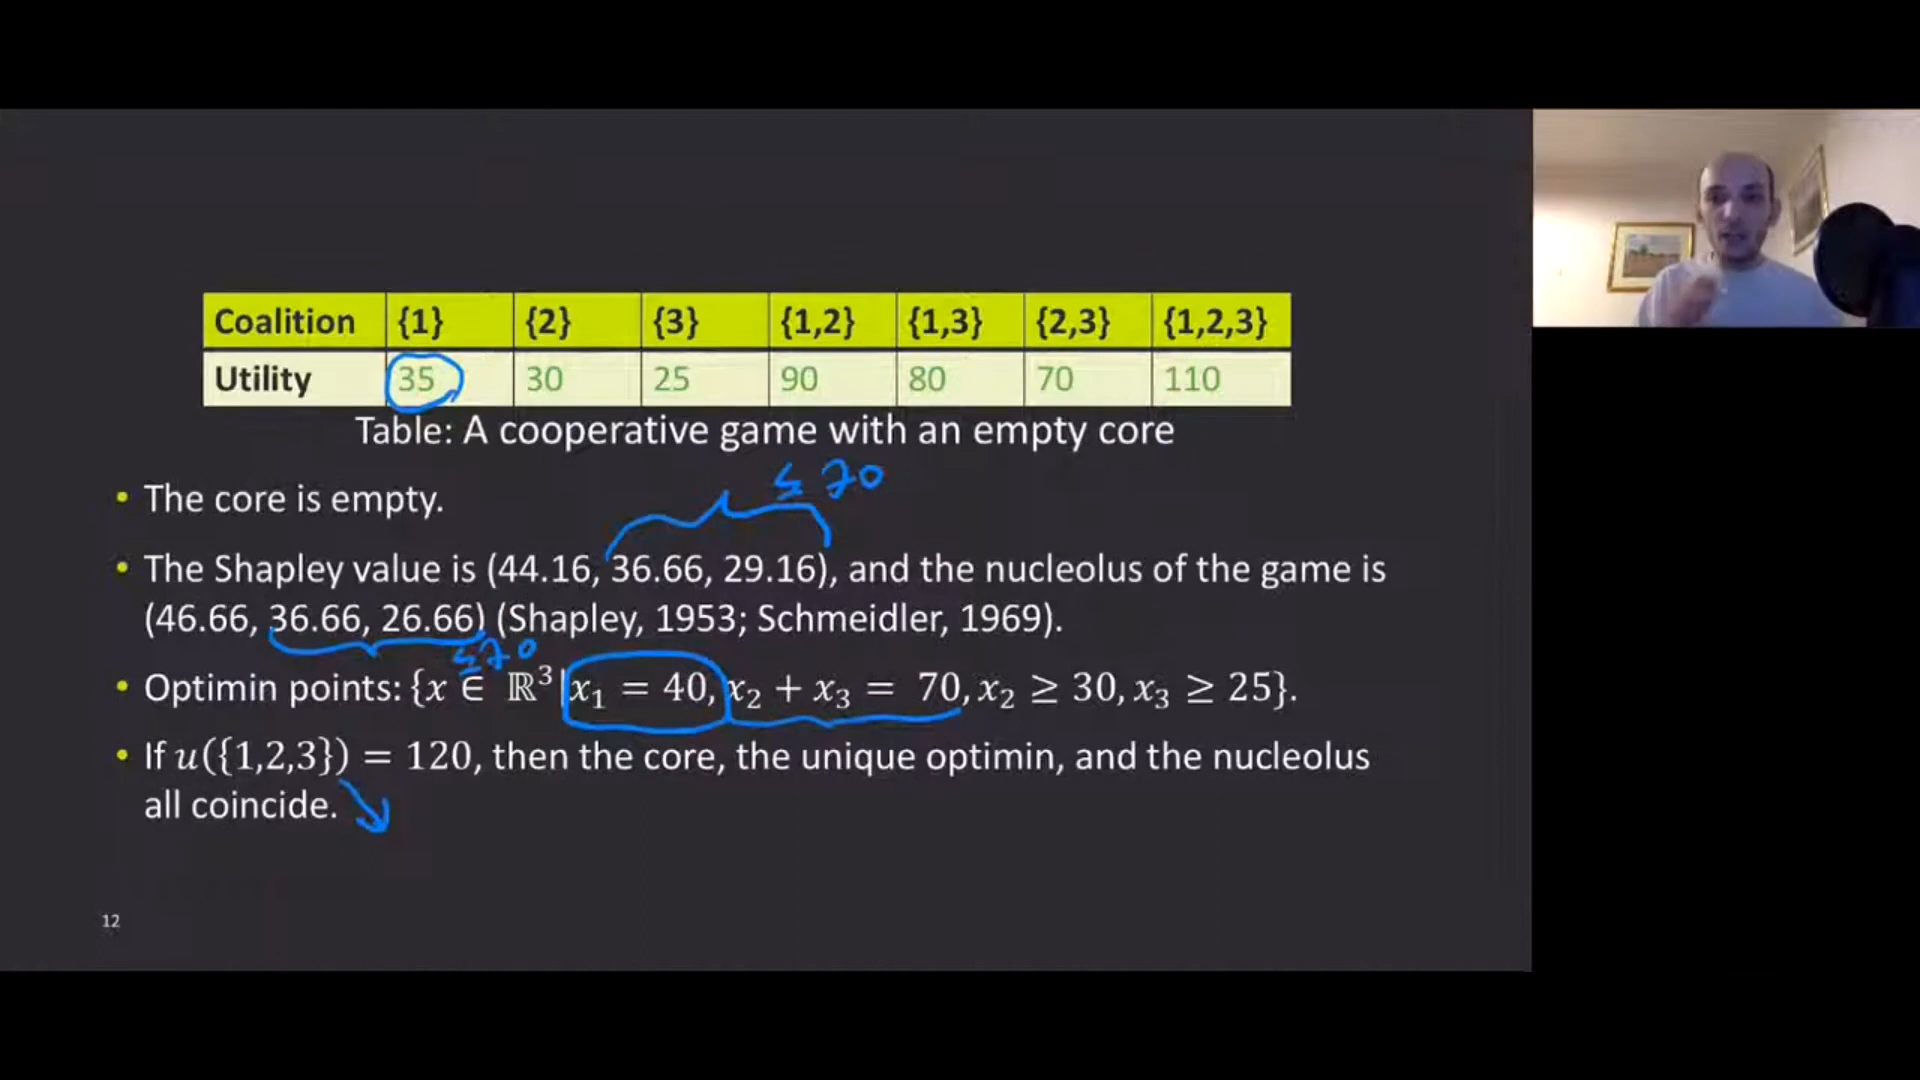 Coalition {1} {2} {3} {1,2} {1,3} {2,3} {1,2,3}
Utility 35 30 25 90 80 70 110
Table: A cooperative game with an empty core
≤ 70
• The core is empty.
• The Shapley value is (44.16, 36.66, 29.16), and the nucleolus of the game is
(46.66, 36.66, 26.66) (Shapley, 1953; Schmeidler, 1969).
≤70
• Optimin points: {x ∈ ℝ³|x₁ = 40, x₂ + x₃ = 70, x₂ ≥ 30, x₃ ≥ 25}.
• If u({1,2,3}) = 120, then the core, the unique optimin, and the nucleolus
all coincide.
12